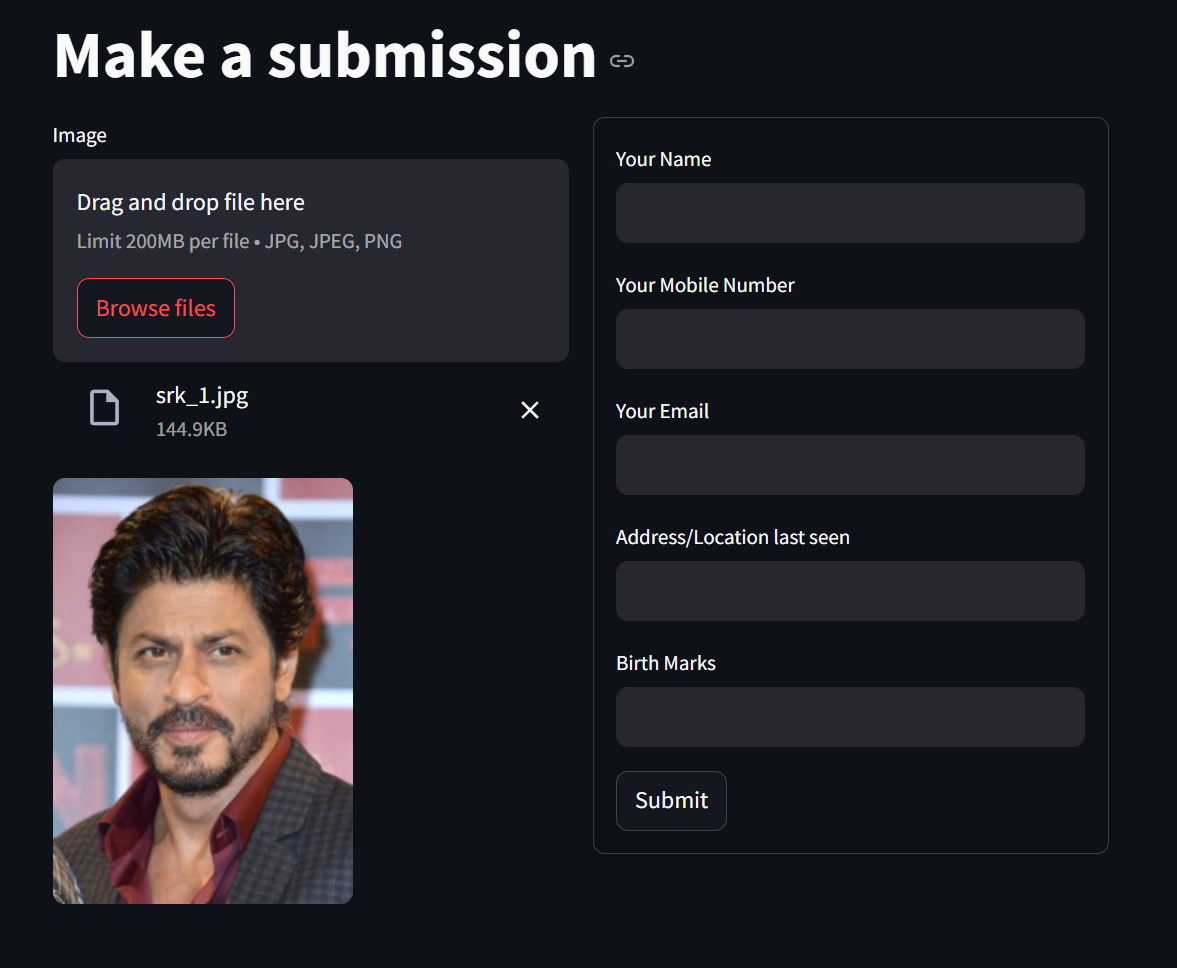 Make a submission
Image
Drag and drop file here
Limit 200MB per file • JPG, JPEG, PNG
Browse files
srk_1.jpg
144.9KB
Your Name
Your Mobile Number
Your Email
Address/Location last seen
Birth Marks
Submit